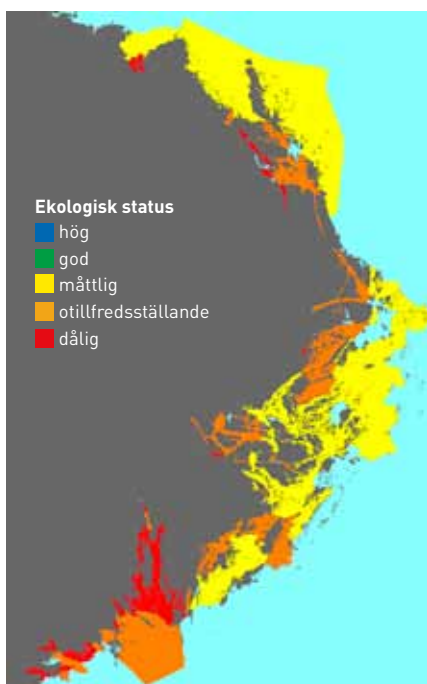 Ekologisk status
hög
god
måttlig
otillfredsställande
dålig